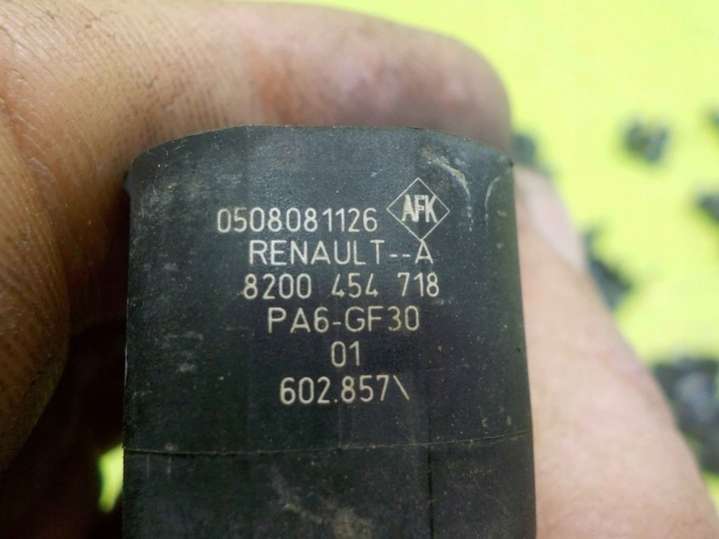 0508081126 AFK
RENAULT--A
8200 454 718
PA6-GF30
01
602.857\